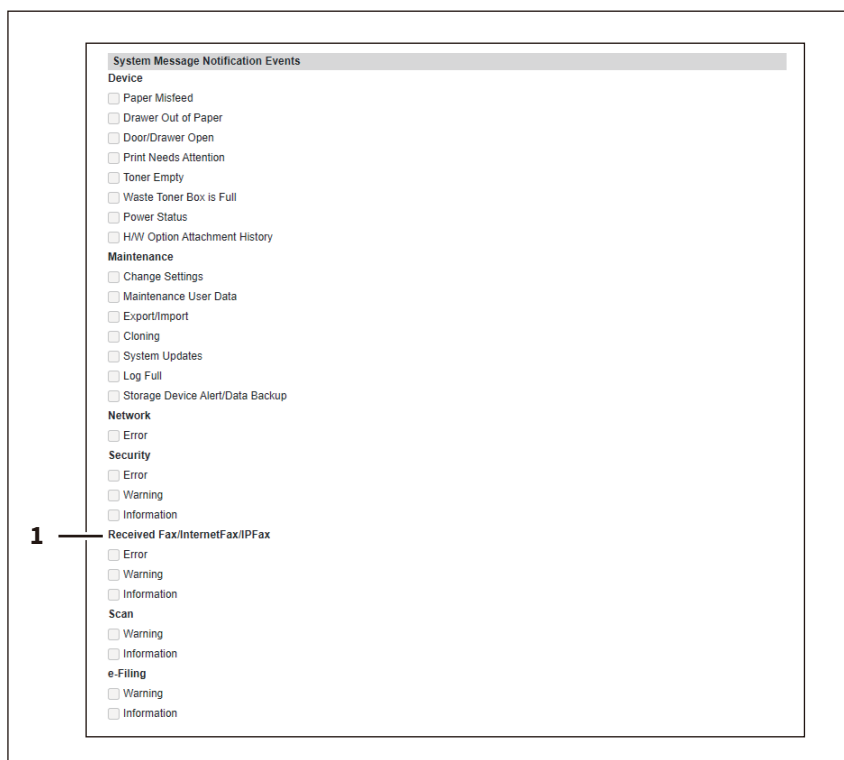 System Message Notification Events
Device
Paper Misfeed
Drawer Out of Paper
Door/Drawer Open
Print Needs Attention
Toner Empty
Waste Toner Box is Full
Power Status
H/W Option Attachment History
Maintenance
Change Settings
Maintenance User Data
Export/Import
Cloning
System Updates
Log Full
Storage Device Alert/Data Backup
Network
Error
Security
Error
Warning
Information
1 Received Fax/InternetFax/IPFax
Error
Warning
Information
Scan
Warning
Information
e-Filing
Warning
Information